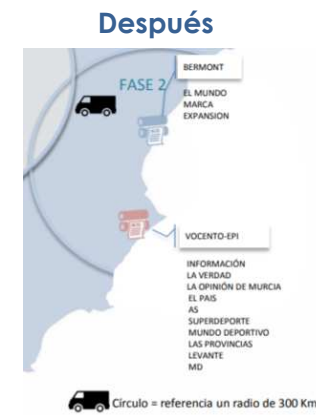 Después
FASE 2
BERMONT
EL MUNDO
MARCA
EXPANSION
VOCENTO-EPI
INFORMACIÓN
LA VERDAD
LA OPINIÓN DE MURCIA
EL PAIS
AS
SUPERDEPORTE
MUNDO DEPORTIVO
LAS PROVINCIAS
LEVANTE
MD
Círculo = referencia un radio de 300 Km